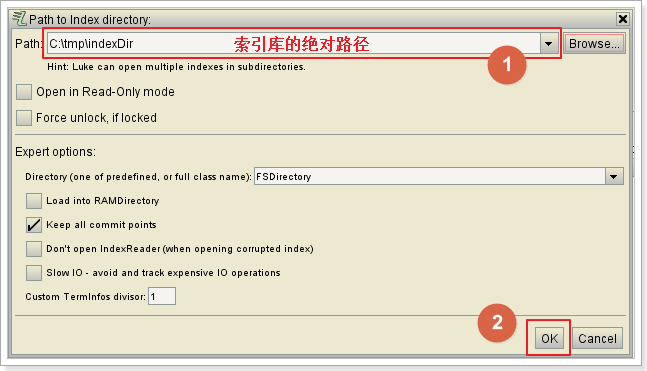 Path to Index directory:
Path: C:\tmp\indexDir 索引库的绝对路径 Browse...
Hint: Luke can open multiple indexes in subdirectories.
1
Open in Read-Only mode
Force unlock, if locked
Expert options:
Directory (one of predefined, or full class name): FSDirectory
Load into RAMDirectory
Keep all commit points
Don't open IndexReader (when opening corrupted index)
Slow IO - avoid and track expensive IO operations
Custom TermInfos divisor: 1
2
OK Cancel